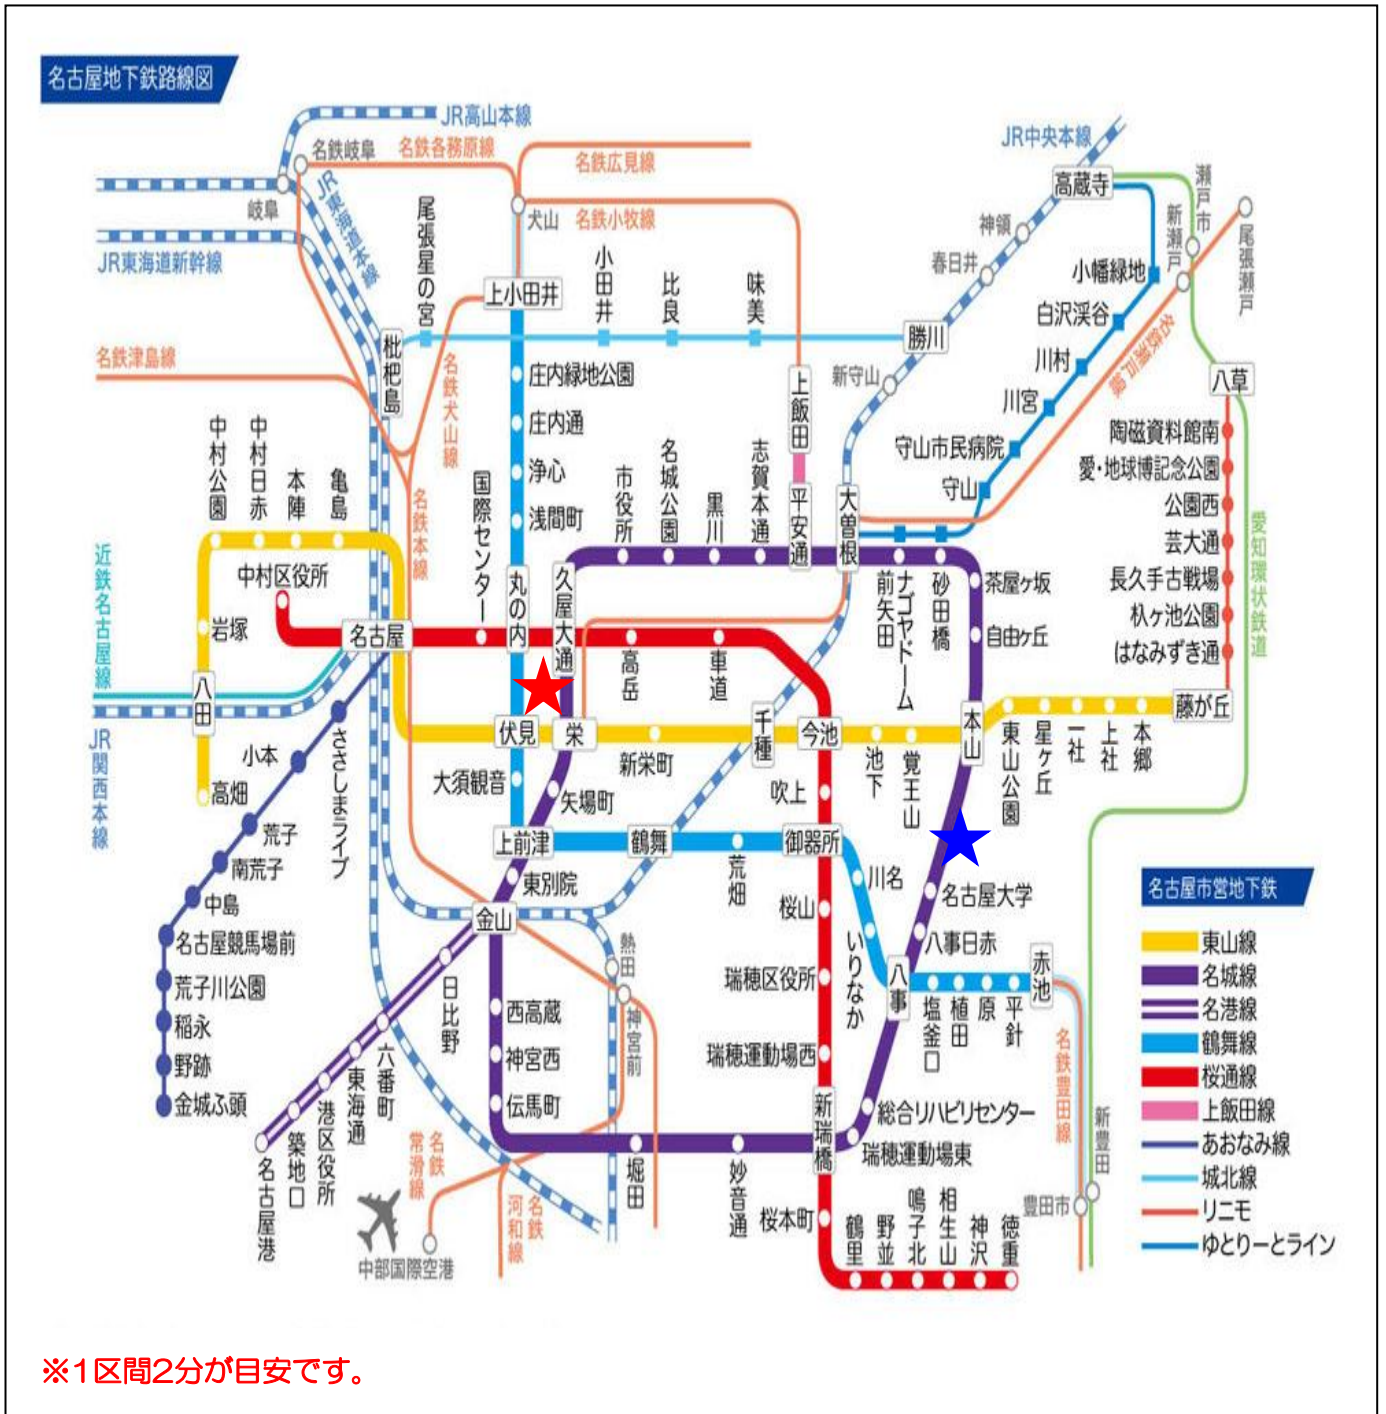 名古屋地下鉄路線図
JR高山本線
名鉄岐阜
名鉄各務原線
名鉄広見線
JR中央本線
岐阜
JR東海道本線
JR東海道新幹線
犬山
名鉄小牧線
高蔵寺
瀬戸市
新瀬戸
尾張瀬戸
神領
春日井
尾張星の宮
上小田井
小田井
比良
味美
勝川
小幡緑地
白沢渓谷
川村
川宮
守山市民病院
守山
名鉄瀬戸線
名鉄津島線
枇杷島
名鉄犬山線
庄内緑地公園
庄内通
浄心
浅間町
新守山
上飯田
八草
陶磁資料館南
愛・地球博記念公園
公園西
芸大通
長久手古戦場
杁ヶ池公園
はなみずき通
愛知環状鉄道
中村公園
中村日赤
本陣
亀島
名鉄本線
国際センター
市役所
名城公園
黒川
志賀本通
平安通
大曽根
近鉄名古屋線
中村区役所
丸の内
久屋大通
ナゴヤドーム
前矢田
砂田橋
茶屋ヶ坂
自由ヶ丘
岩塚
名古屋
高岳
車道
八田
JR関西本線
高畑
伏見
栄
新栄町
千種
今池
池下
覚王山
本山
東山公園
星ヶ丘
一社
上社
本郷
藤が丘
小本
ささしまライブ
荒子
南荒子
中島
名古屋競馬場前
荒子川公園
稲永
野跡
金城ふ頭
大須観音
矢場町
吹上
上前津
鶴舞
荒畑
御器所
東別院
川名
名古屋大学
金山
桜山
いりなか
八事日赤
熱田
八事
塩釜口
植田
原
平針
赤池
日比野
西高蔵
神宮前
瑞穂区役所
六番町
神宮西
瑞穂運動場西
東海通
伝馬町
新瑞橋
総合リハビリセンター
瑞穂運動場東
港区役所
築地口
名古屋港
名鉄常滑線
名鉄河和線
堀田
妙音通
桜本町
鶴里
野並
鳴子北
相生山
神沢
徳重
中部国際空港
名鉄豊田線
新豊田
豊田市
名古屋市営地下鉄
東山線
名城線
名港線
鶴舞線
桜通線
上飯田線
あおなみ線
城北線
リニモ
ゆとりーとライン
※1区間2分が目安です。